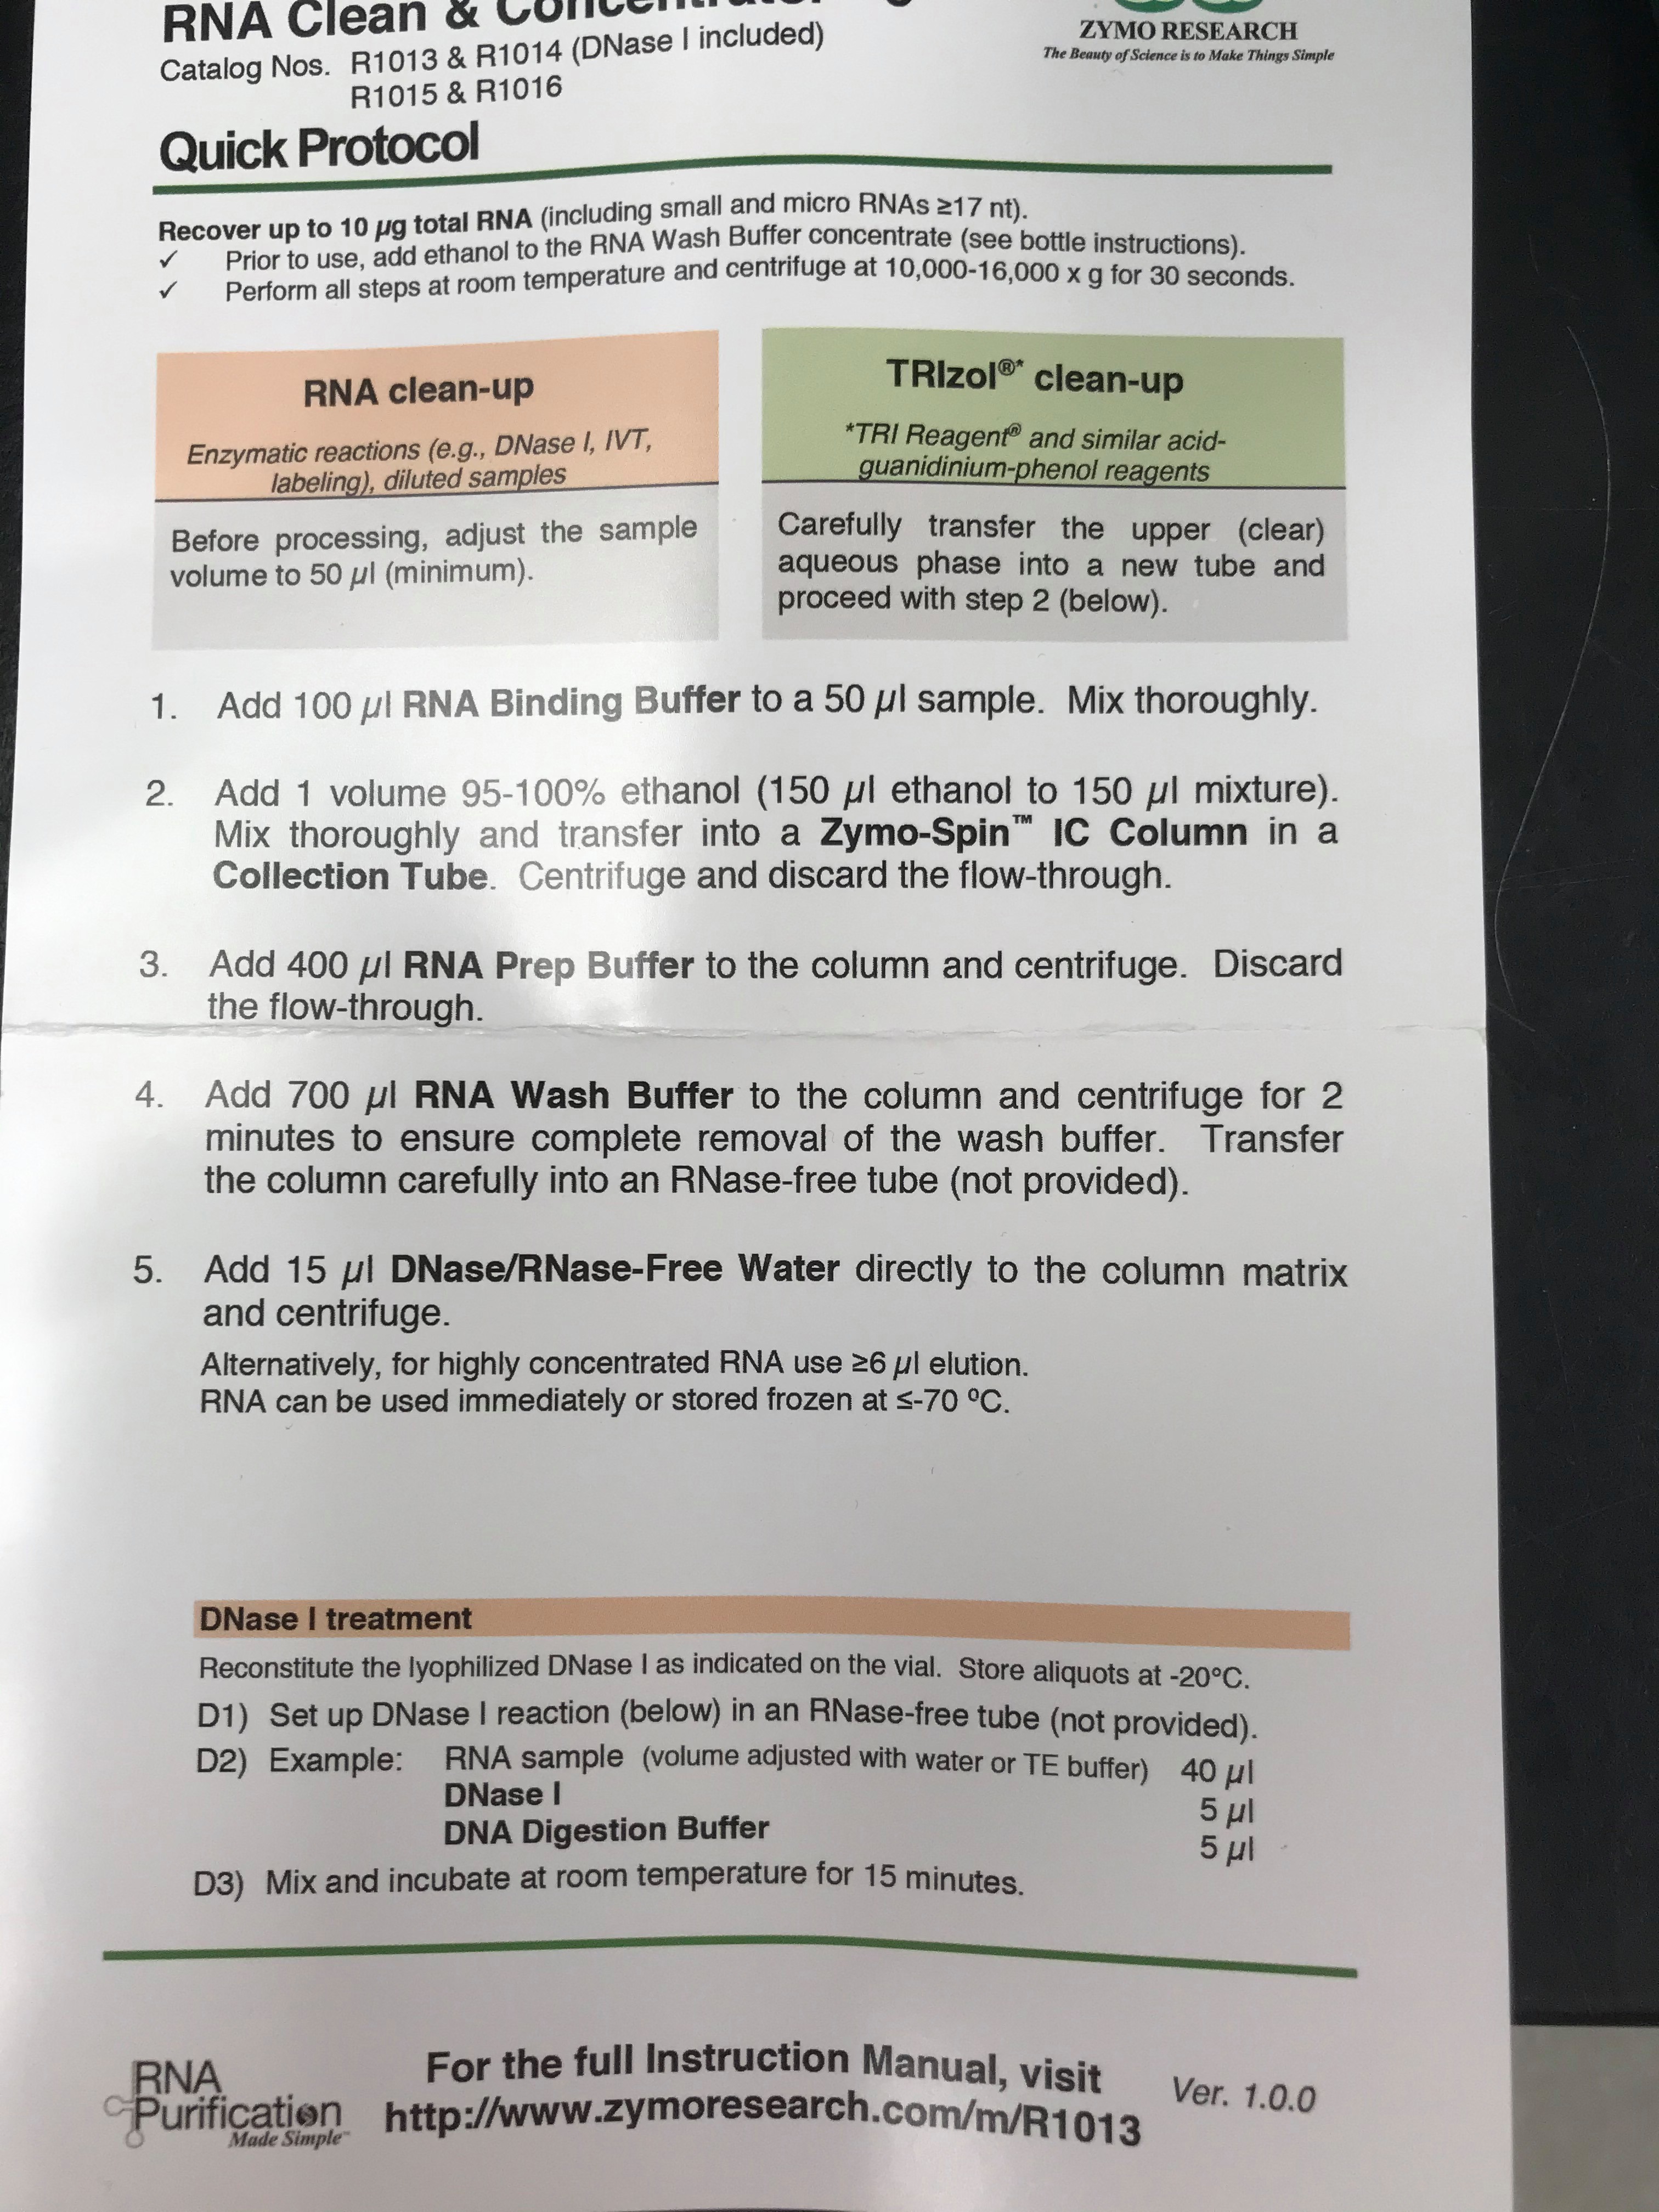 RNA Clean & Concentrator
Catalog Nos. R1013 & R1014 (DNase I included)
R1015 & R1016
ZYMO RESEARCH
The Beauty of Science is to Make Things Simple
Quick Protocol
Recover up to 10 µg total RNA (including small and micro RNAs ≥17 nt).
✓ Prior to use, add ethanol to the RNA Wash Buffer concentrate (see bottle instructions).
✓ Perform all steps at room temperature and centrifuge at 10,000-16,000 x g for 30 seconds.
RNA clean-up
Enzymatic reactions (e.g., DNase I, IVT,
labeling), diluted samples
Before processing, adjust the sample
volume to 50 µl (minimum).
TRIzol®* clean-up
*TRI Reagent® and similar acid-
guanidinium-phenol reagents
Carefully transfer the upper (clear)
aqueous phase into a new tube and
proceed with step 2 (below).
1. Add 100 µl RNA Binding Buffer to a 50 µl sample. Mix thoroughly.
2. Add 1 volume 95-100% ethanol (150 µl ethanol to 150 µl mixture).
Mix thoroughly and transfer into a Zymo-Spin™ IC Column in a
Collection Tube. Centrifuge and discard the flow-through.
3. Add 400 µl RNA Prep Buffer to the column and centrifuge. Discard
the flow-through.
4. Add 700 µl RNA Wash Buffer to the column and centrifuge for 2
minutes to ensure complete removal of the wash buffer. Transfer
the column carefully into an RNase-free tube (not provided).
5. Add 15 µl DNase/RNase-Free Water directly to the column matrix
and centrifuge.
Alternatively, for highly concentrated RNA use ≥6 µl elution.
RNA can be used immediately or stored frozen at ≤-70 ºC.
DNase I treatment
Reconstitute the lyophilized DNase I as indicated on the vial. Store aliquots at -20°C.
D1) Set up DNase I reaction (below) in an RNase-free tube (not provided).
D2) Example: RNA sample (volume adjusted with water or TE buffer) 40 µl
DNase I 5 µl
DNA Digestion Buffer 5 µl
D3) Mix and incubate at room temperature for 15 minutes.
RNA
Purification
Made Simple™
For the full Instruction Manual, visit
http://www.zymoresearch.com/m/R1013
Ver. 1.0.0